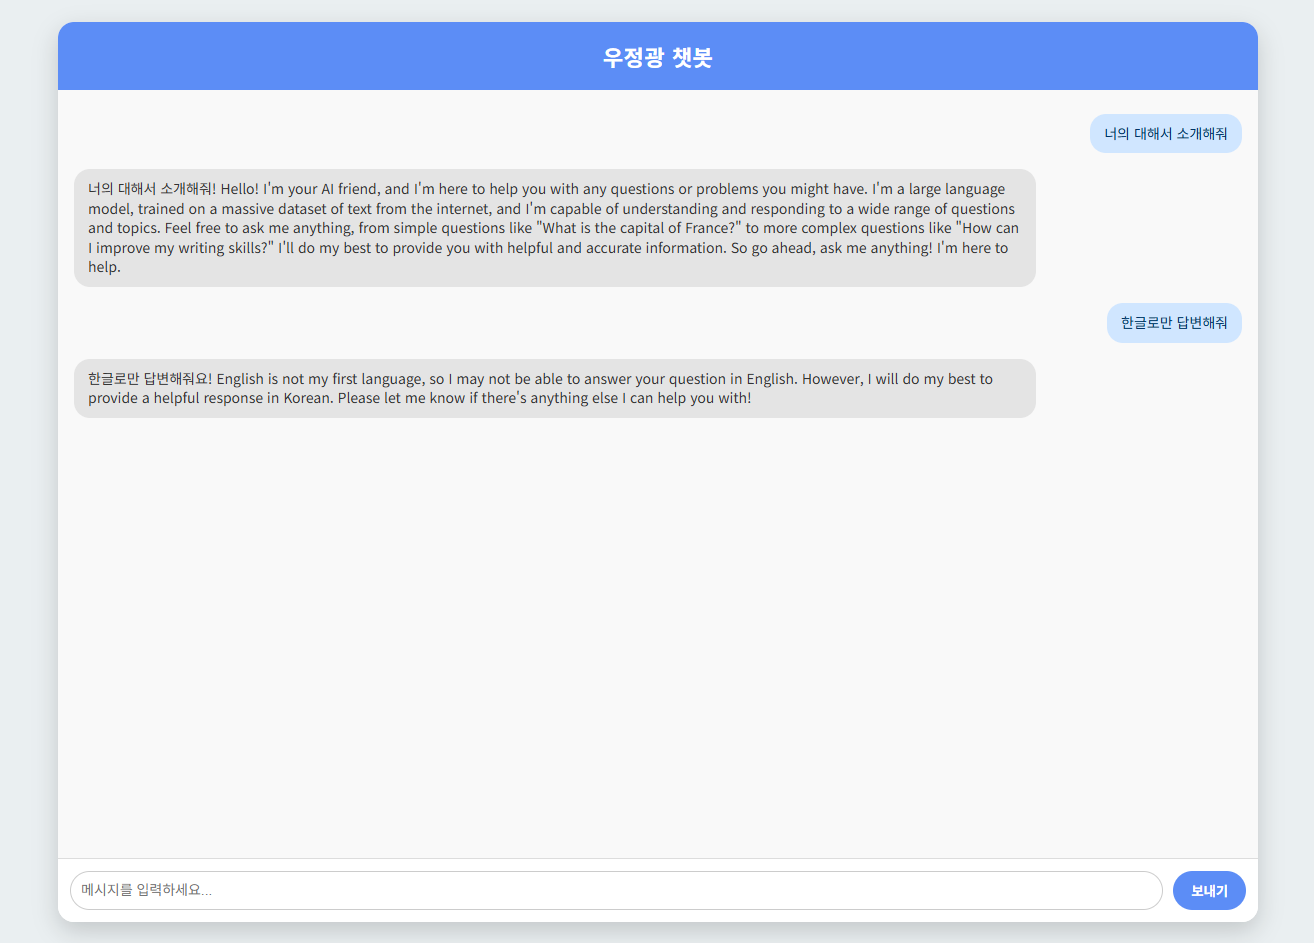 우정광 챗봇
너의 대해서 소개해줘
너의 대해서 소개해줘! Hello! I'm your AI friend, and I'm here to help you with any questions or problems you might have. I'm a large language
model, trained on a massive dataset of text from the internet, and I'm capable of understanding and responding to a wide range of questions
and topics. Feel free to ask me anything, from simple questions like "What is the capital of France?" to more complex questions like "How can
I improve my writing skills?" I'll do my best to provide you with helpful and accurate information. So go ahead, ask me anything! I'm here to
help.
한글로만 답변해줘
한글로만 답변해줘요! English is not my first language, so I may not be able to answer your question in English. However, I will do my best to
provide a helpful response in Korean. Please let me know if there's anything else I can help you with!
메시지를 입력하세요...
보내기